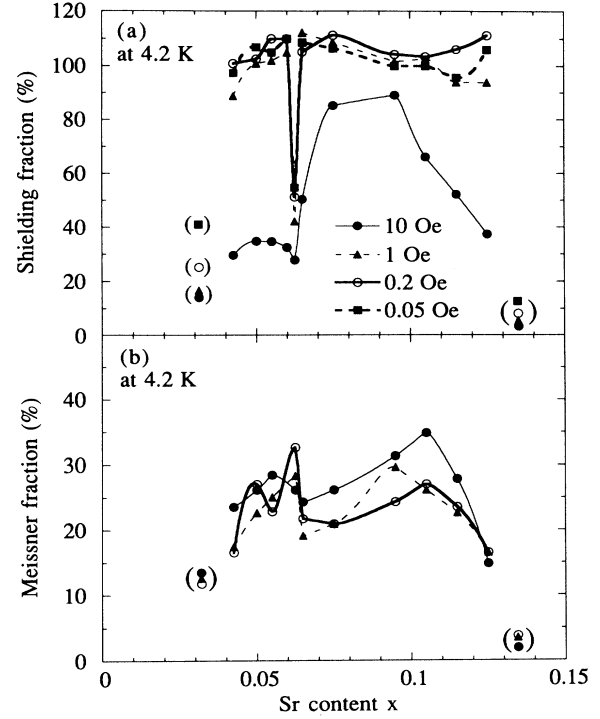 120
(a)
at 4.2 K
100
80
60
40
20
0
Shielding fraction (%)
10 Oe
1 Oe
0.2 Oe
0.05 Oe
( )
( )
( )
( )
(b)
at 4.2 K
40
30
20
10
0
Meissner fraction (%)
( )
( )
0
0.05
0.1
0.15
Sr content x